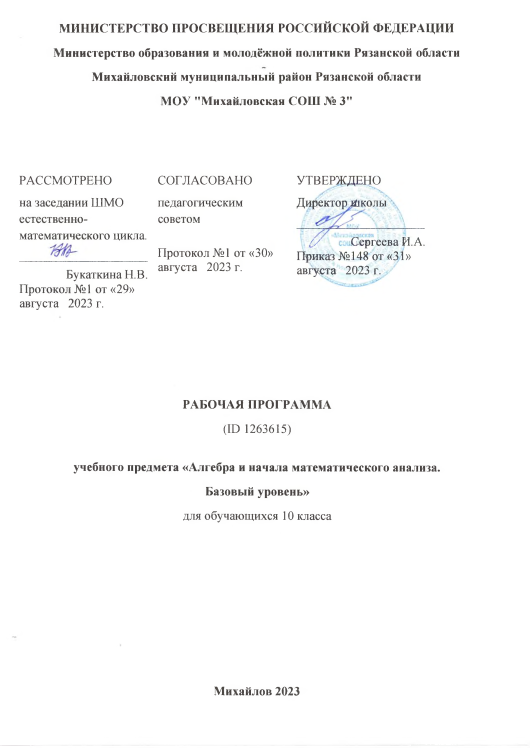 МИНИСТЕРСТВО ПРОСВЕЩЕНИЯ РОССИЙСКОЙ ФЕДЕРАЦИИ
Министерство образования и молодёжной политики Рязанской области
Михайловский муниципальный район Рязанской области
МОУ "Михайловская СОШ № 3"
РАССМОТРЕНО
на заседании ШМО
естественно-
математического цикла.
Букаткина Н.В.
Протокол №1 от «29»
августа 2023 г.
СОГЛАСОВАНО
педагогическим
советом
Протокол №1 от «30»
августа 2023 г.
УТВЕРЖДЕНО
Директор школы
Сергеева И.А.
Приказ №148 от «31»
августа 2023 г.
РАБОЧАЯ ПРОГРАММА
(ID 1263615)
учебного предмета «Алгебра и начала математического анализа.
Базовый уровень»
для обучающихся 10 класса
Михайлов 2023